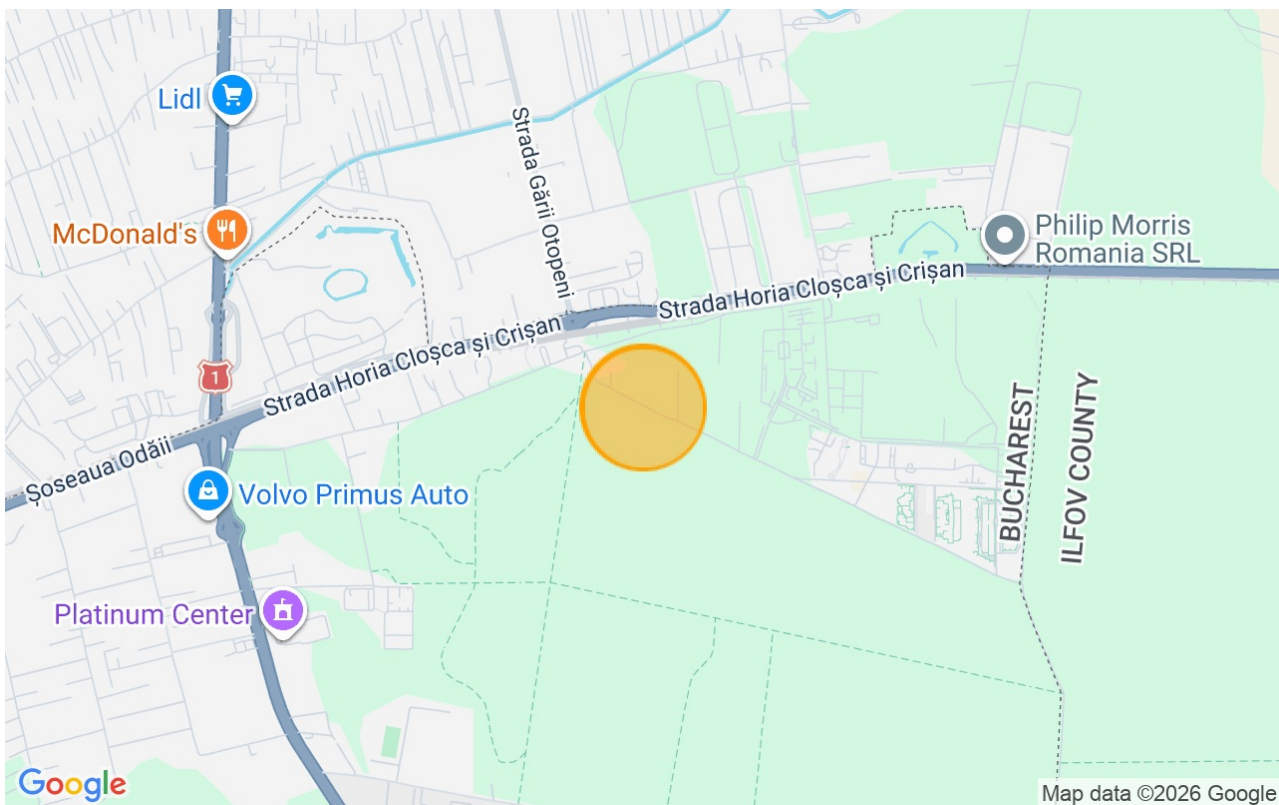 Lidl
Strada Gării Otopeni
McDonald's
Philip Morris
Romania SRL
Strada Horia Cloșca și Crișan
Strada Horia Cloșca și Crișan
1
Șoseaua Odăii
BUCHAREST
ILFOV COUNTY
Volvo Primus Auto
Platinum Center
Google
Map data ©2026 Google